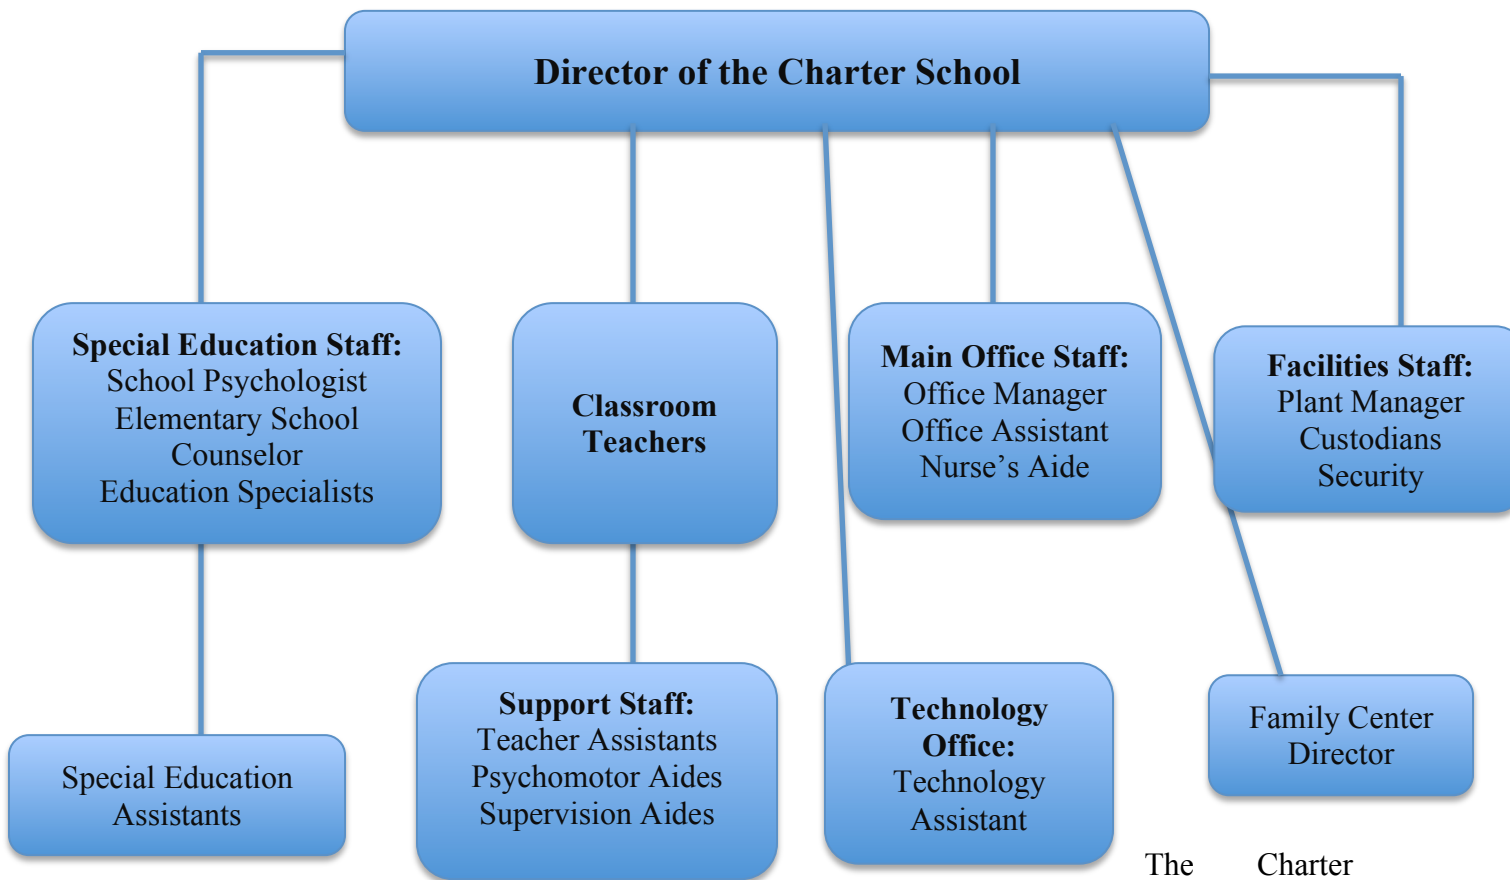 Director of the Charter School
Special Education Staff:
School Psychologist
Elementary School
Counselor
Education Specialists
Classroom
Teachers
Main Office Staff:
Office Manager
Office Assistant
Nurse’s Aide
Facilities Staff:
Plant Manager
Custodians
Security
Special Education
Assistants
Support Staff:
Teacher Assistants
Psychomotor Aides
Supervision Aides
Technology
Office:
Technology
Assistant
Family Center
Director
The Charter